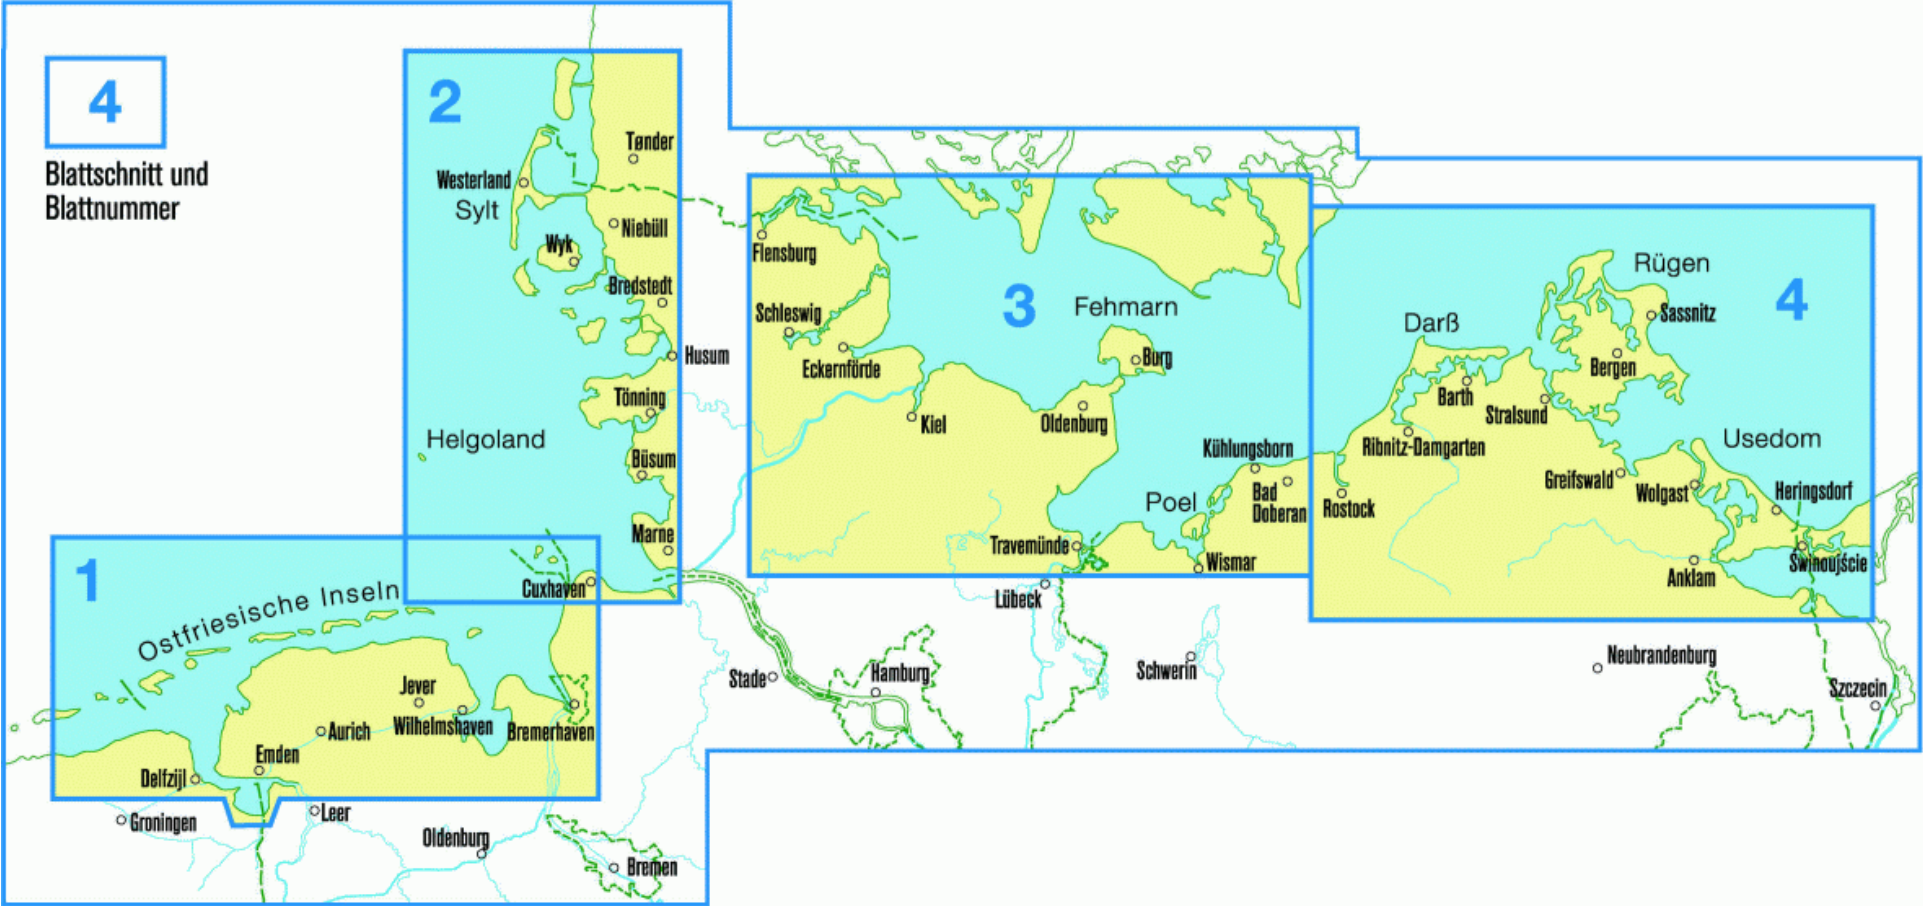 4
Blattschnitt und
Blattnummer
2
Tønder
Westerland
Sylt
Niebüll
Wyk
Bredstedt
Husum
Tönning
Helgoland
Büsum
Marne
Cuxhaven
1
Ostfriesische Inseln
Jever
Wilhelmshaven
Aurich
Bremerhaven
Emden
Delfzijl
Groningen
Leer
Oldenburg
Bremen
Stade
Hamburg
3
Flensburg
Schleswig
Eckernförde
Kiel
Fehmarn
Burg
Oldenburg
Kühlungsborn
Bad
Doberan
Poel
Travemünde
Wismar
Lübeck
Schwerin
4
Rügen
Sassnitz
Darß
Bergen
Barth
Stralsund
Ribnitz-Damgarten
Usedom
Greifswald
Wolgast
Heringsdorf
Rostock
Świnoujście
Anklam
Neubrandenburg
Szczecin